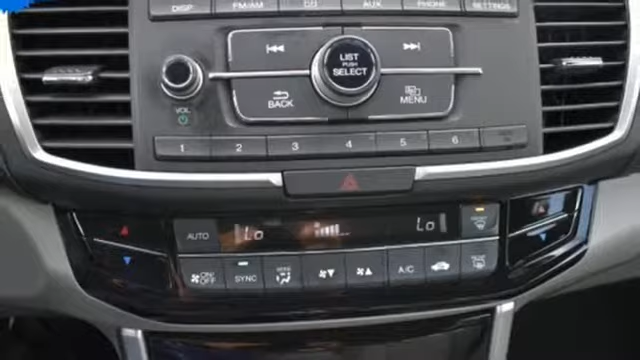 DISP FM/AM CD AUX PHONE SETTINGS
LIST
PUSH
SELECT
BACK MENU
VOL
1 2 3 4 5 6
AUTO Lo Lo
ON/OFF SYNC MODE A/C